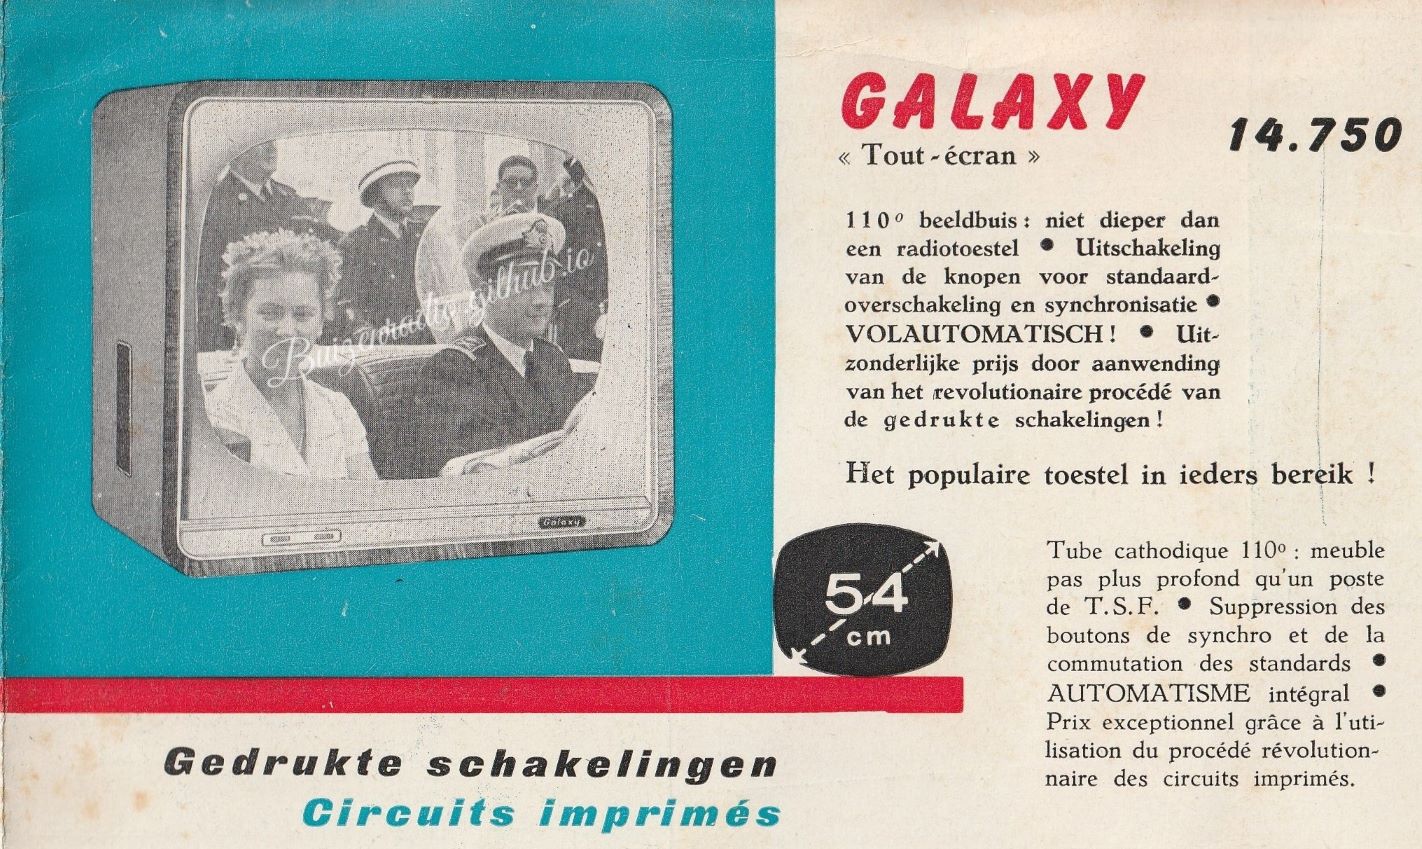 GALAXY
14.750
« Tout-écran »
110° beeldbuis : niet dieper dan
een radiotoestel ● Uitschakeling
van de knopen voor standaard-
overschakeling en synchronisatie ●
VOLAUTOMATISCH ! ● Uit-
zonderlijke prijs door aanwending
van het revolutionaire procédé van
de gedrukte schakelingen !
Het populaire toestel in ieders bereik !
Buizenradio.github.io
Galaxy
54
cm
Tube cathodique 110° : meuble
pas plus profond qu'un poste
de T.S.F. ● Suppression des
boutons de synchro et de la
commutation des standards ●
AUTOMATISME intégral ●
Prix exceptionnel grâce à l'uti-
lisation du procédé révolution-
naire des circuits imprimés.
Gedrukte schakelingen
Circuits imprimés